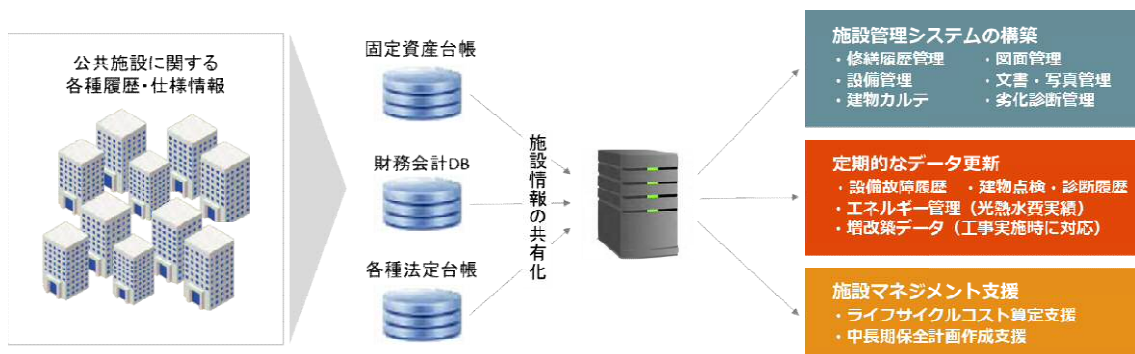 公共施設に関する
各種履歴・仕様情報
固定資産台帳
財務会計DB
各種法定台帳
施設情報の共有化
施設管理システムの構築
・修繕履歴管理 ・図面管理
・設備管理 ・文書・写真管理
・建物カルテ ・劣化診断管理
定期的なデータ更新
・設備故障履歴 ・建物点検・診断履歴
・エネルギー管理（光熱水費実績）
・増改築データ（工事実施時に対応）
施設マネジメント支援
・ライフサイクルコスト算定支援
・中長期保全計画作成支援